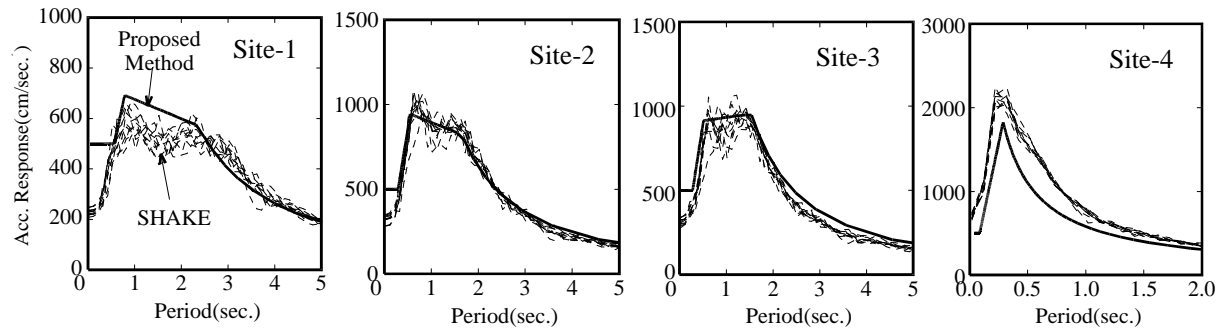 1000
800
600
400
200
0
Acc. Response(cm/sec.)
Proposed
Method
Site-1
SHAKE
0 1 2 3 4 5
Period(sec.)
1500
1000
500
0
Site-2
0 1 2 3 4 5
Period(sec.)
1500
1000
500
0
Site-3
0 1 2 3 4 5
Period(sec.)
3000
2000
1000
0
Site-4
0.0 0.5 1.0 1.5 2.0
Period(sec.)